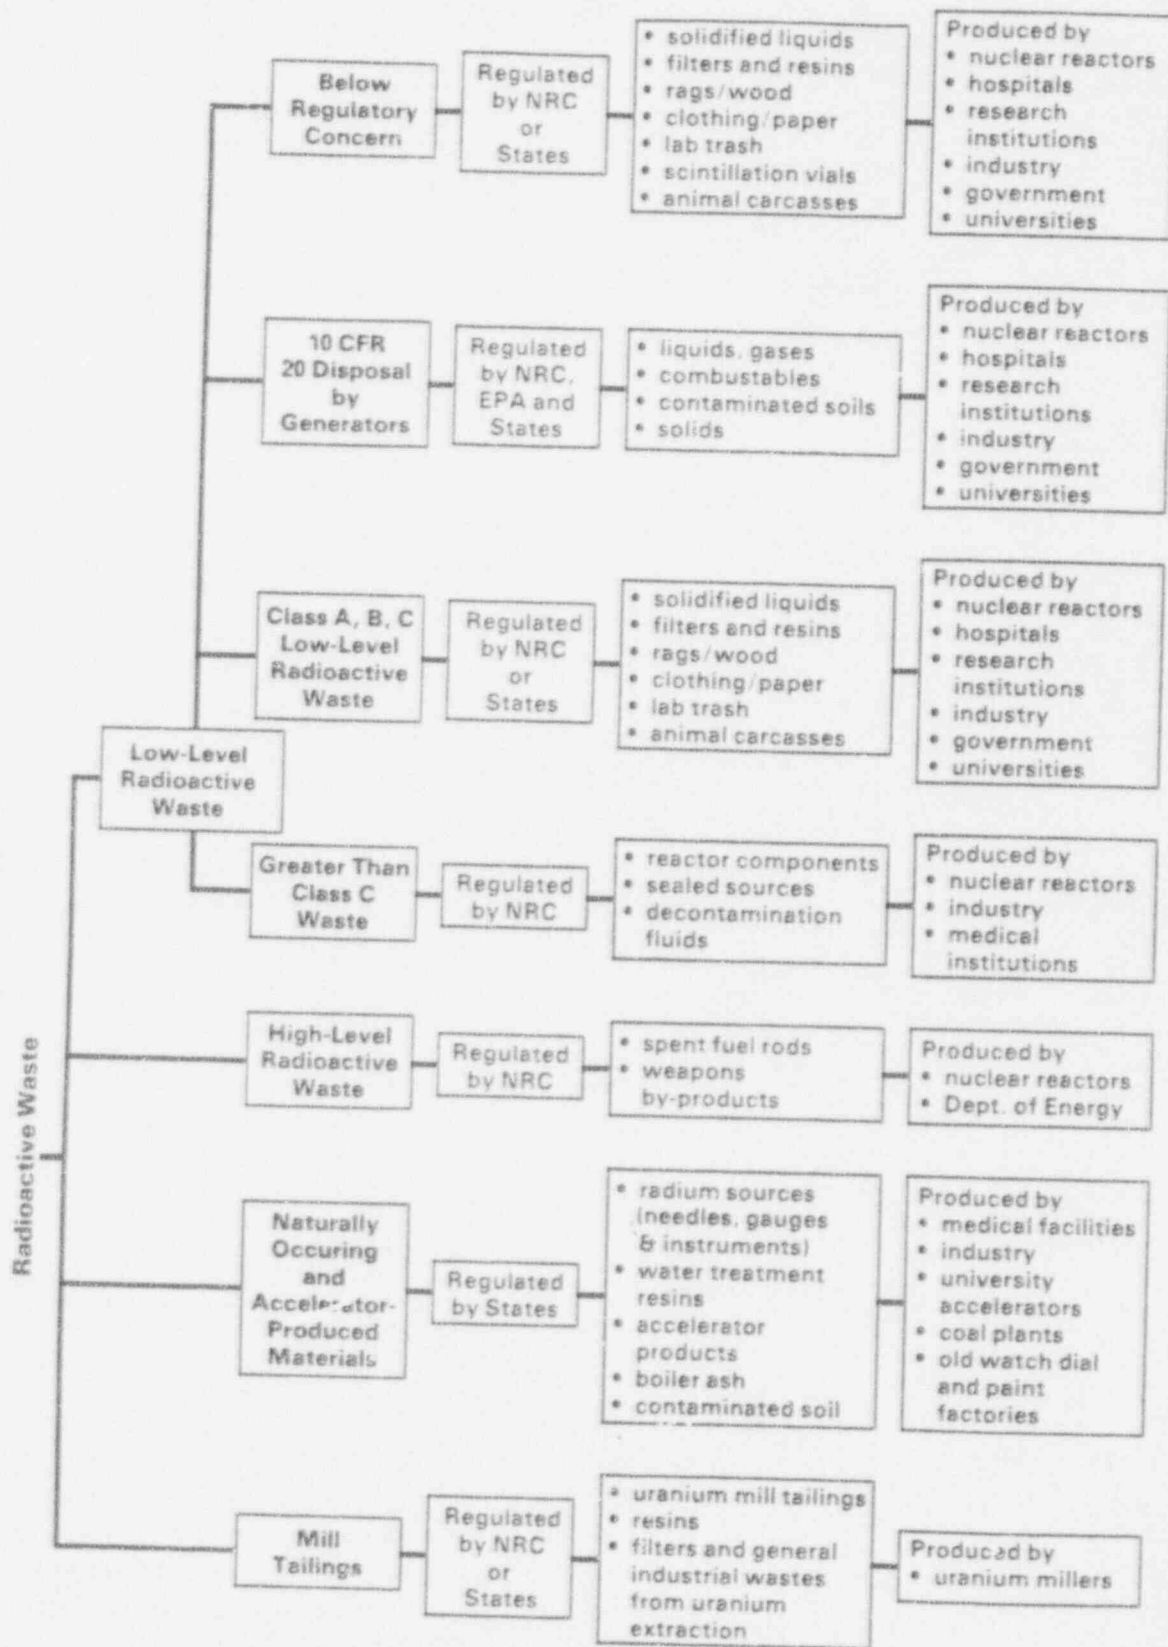 Radioactive Waste
Low-Level
Radioactive
Waste
Below
Regulatory
Concern
Regulated
by NRC
or
States
• solidified liquids
• filters and resins
• rags/wood
• clothing/paper
• lab trash
• scintillation vials
• animal carcasses
Produced by
• nuclear reactors
• hospitals
• research
institutions
• industry
• government
• universities
10 CFR
20 Disposal
by
Generators
Regulated
by NRC,
EPA and
States
• liquids, gases
• combustables
• contaminated soils
• solids
Produced by
• nuclear reactors
• hospitals
• research
institutions
• industry
• government
• universities
Class A, B, C
Low-Level
Radioactive
Waste
Regulated
by NRC
or
States
• solidified liquids
• filters and resins
• rags/wood
• clothing/paper
• lab trash
• animal carcasses
Produced by
• nuclear reactors
• hospitals
• research
institutions
• industry
• government
• universities
Greater Than
Class C
Waste
Regulated
by NRC
• reactor components
• sealed sources
• decontamination
fluids
Produced by
• nuclear reactors
• industry
• medical
institutions
High-Level
Radioactive
Waste
Regulated
by NRC
• spent fuel rods
• weapons
by-products
Produced by
• nuclear reactors
• Dept. of Energy
Naturally
Occuring
and
Accelerator-
Produced
Materials
Regulated
by States
• radium sources
(needles, gauges
& instruments)
• water treatment
resins
• accelerator
products
• boiler ash
• contaminated soil
Produced by
• medical facilities
• industry
• university
accelerators
• coal plants
• old watch dial
and paint
factories
Mill
Tailings
Regulated
by NRC
or
States
• uranium mill tailings
• resins
• filters and general
industrial wastes
from uranium
extraction
Produced by
• uranium millers